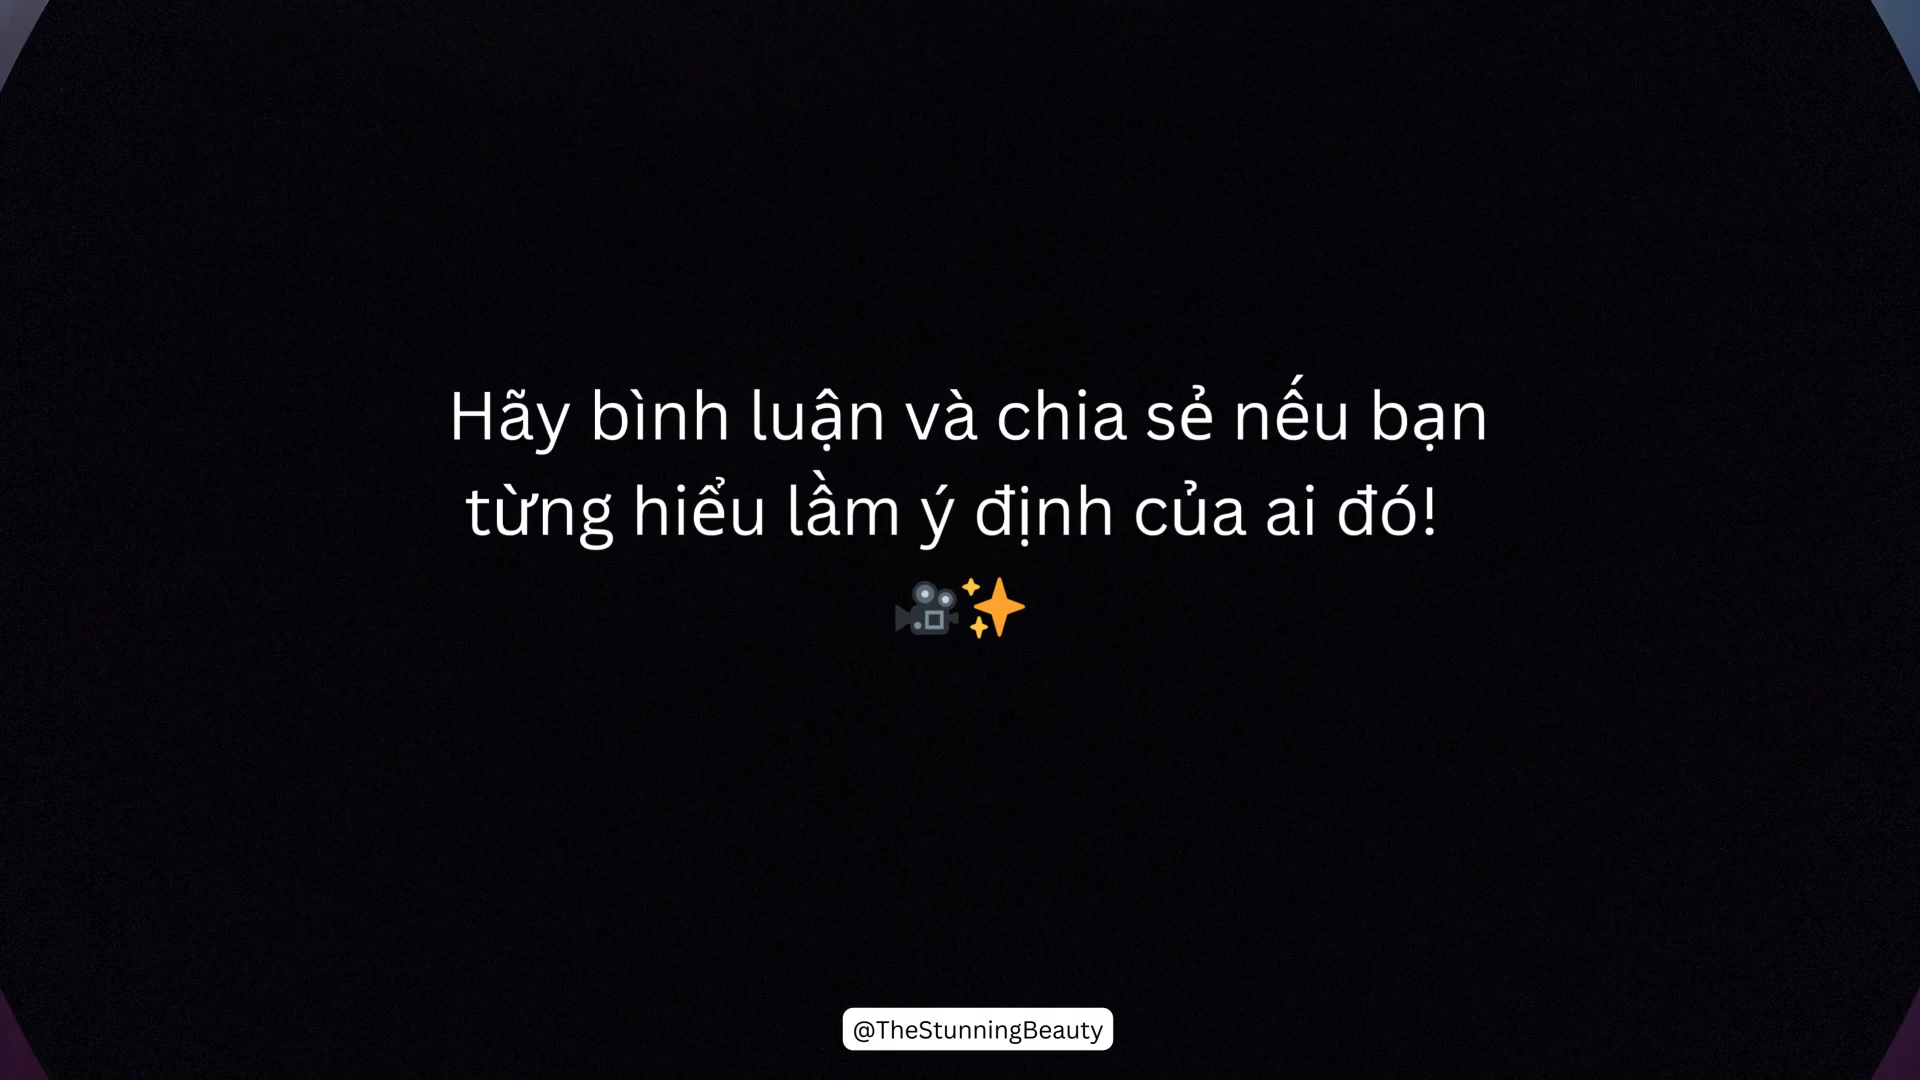 Hãy bình luận và chia sẻ nếu bạn
từng hiểu lầm ý định của ai đó!
🎥✨
@TheStunningBeauty